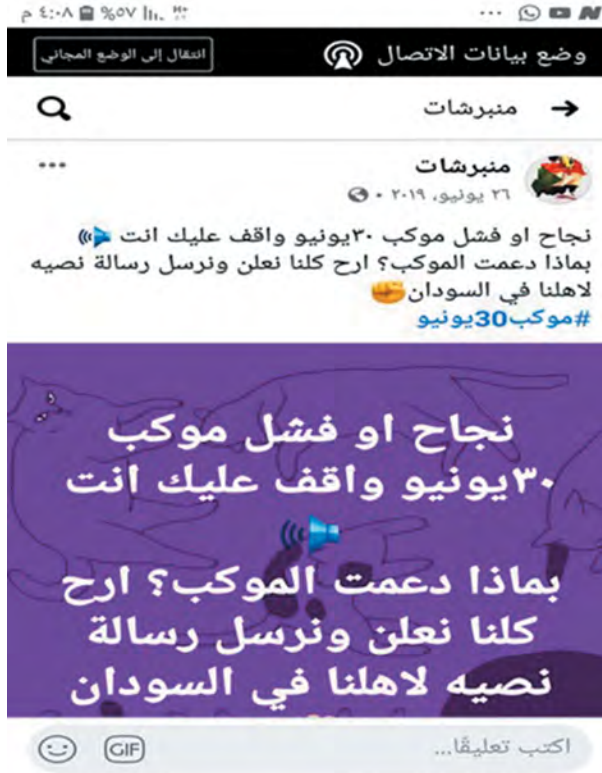 م ٤:٠٨ %٥٧ H+
وضع بيانات الاتصال
انتقال إلى الوضع المجاني
منبرشات
منبرشات
٢٦ يونيو، ٢٠١٩ •
نجاح او فشل موكب ٣٠يونيو واقف عليك انت
بماذا دعمت الموكب؟ ارح كلنا نعلن ونرسل رسالة نصيه
لاهلنا في السودان
#موكب30يونيو
نجاح او فشل موكب
٣٠يونيو واقف عليك انت
بماذا دعمت الموكب؟ ارح
كلنا نعلن ونرسل رسالة
نصيه لاهلنا في السودان
اكتب تعليقًا...
GIF